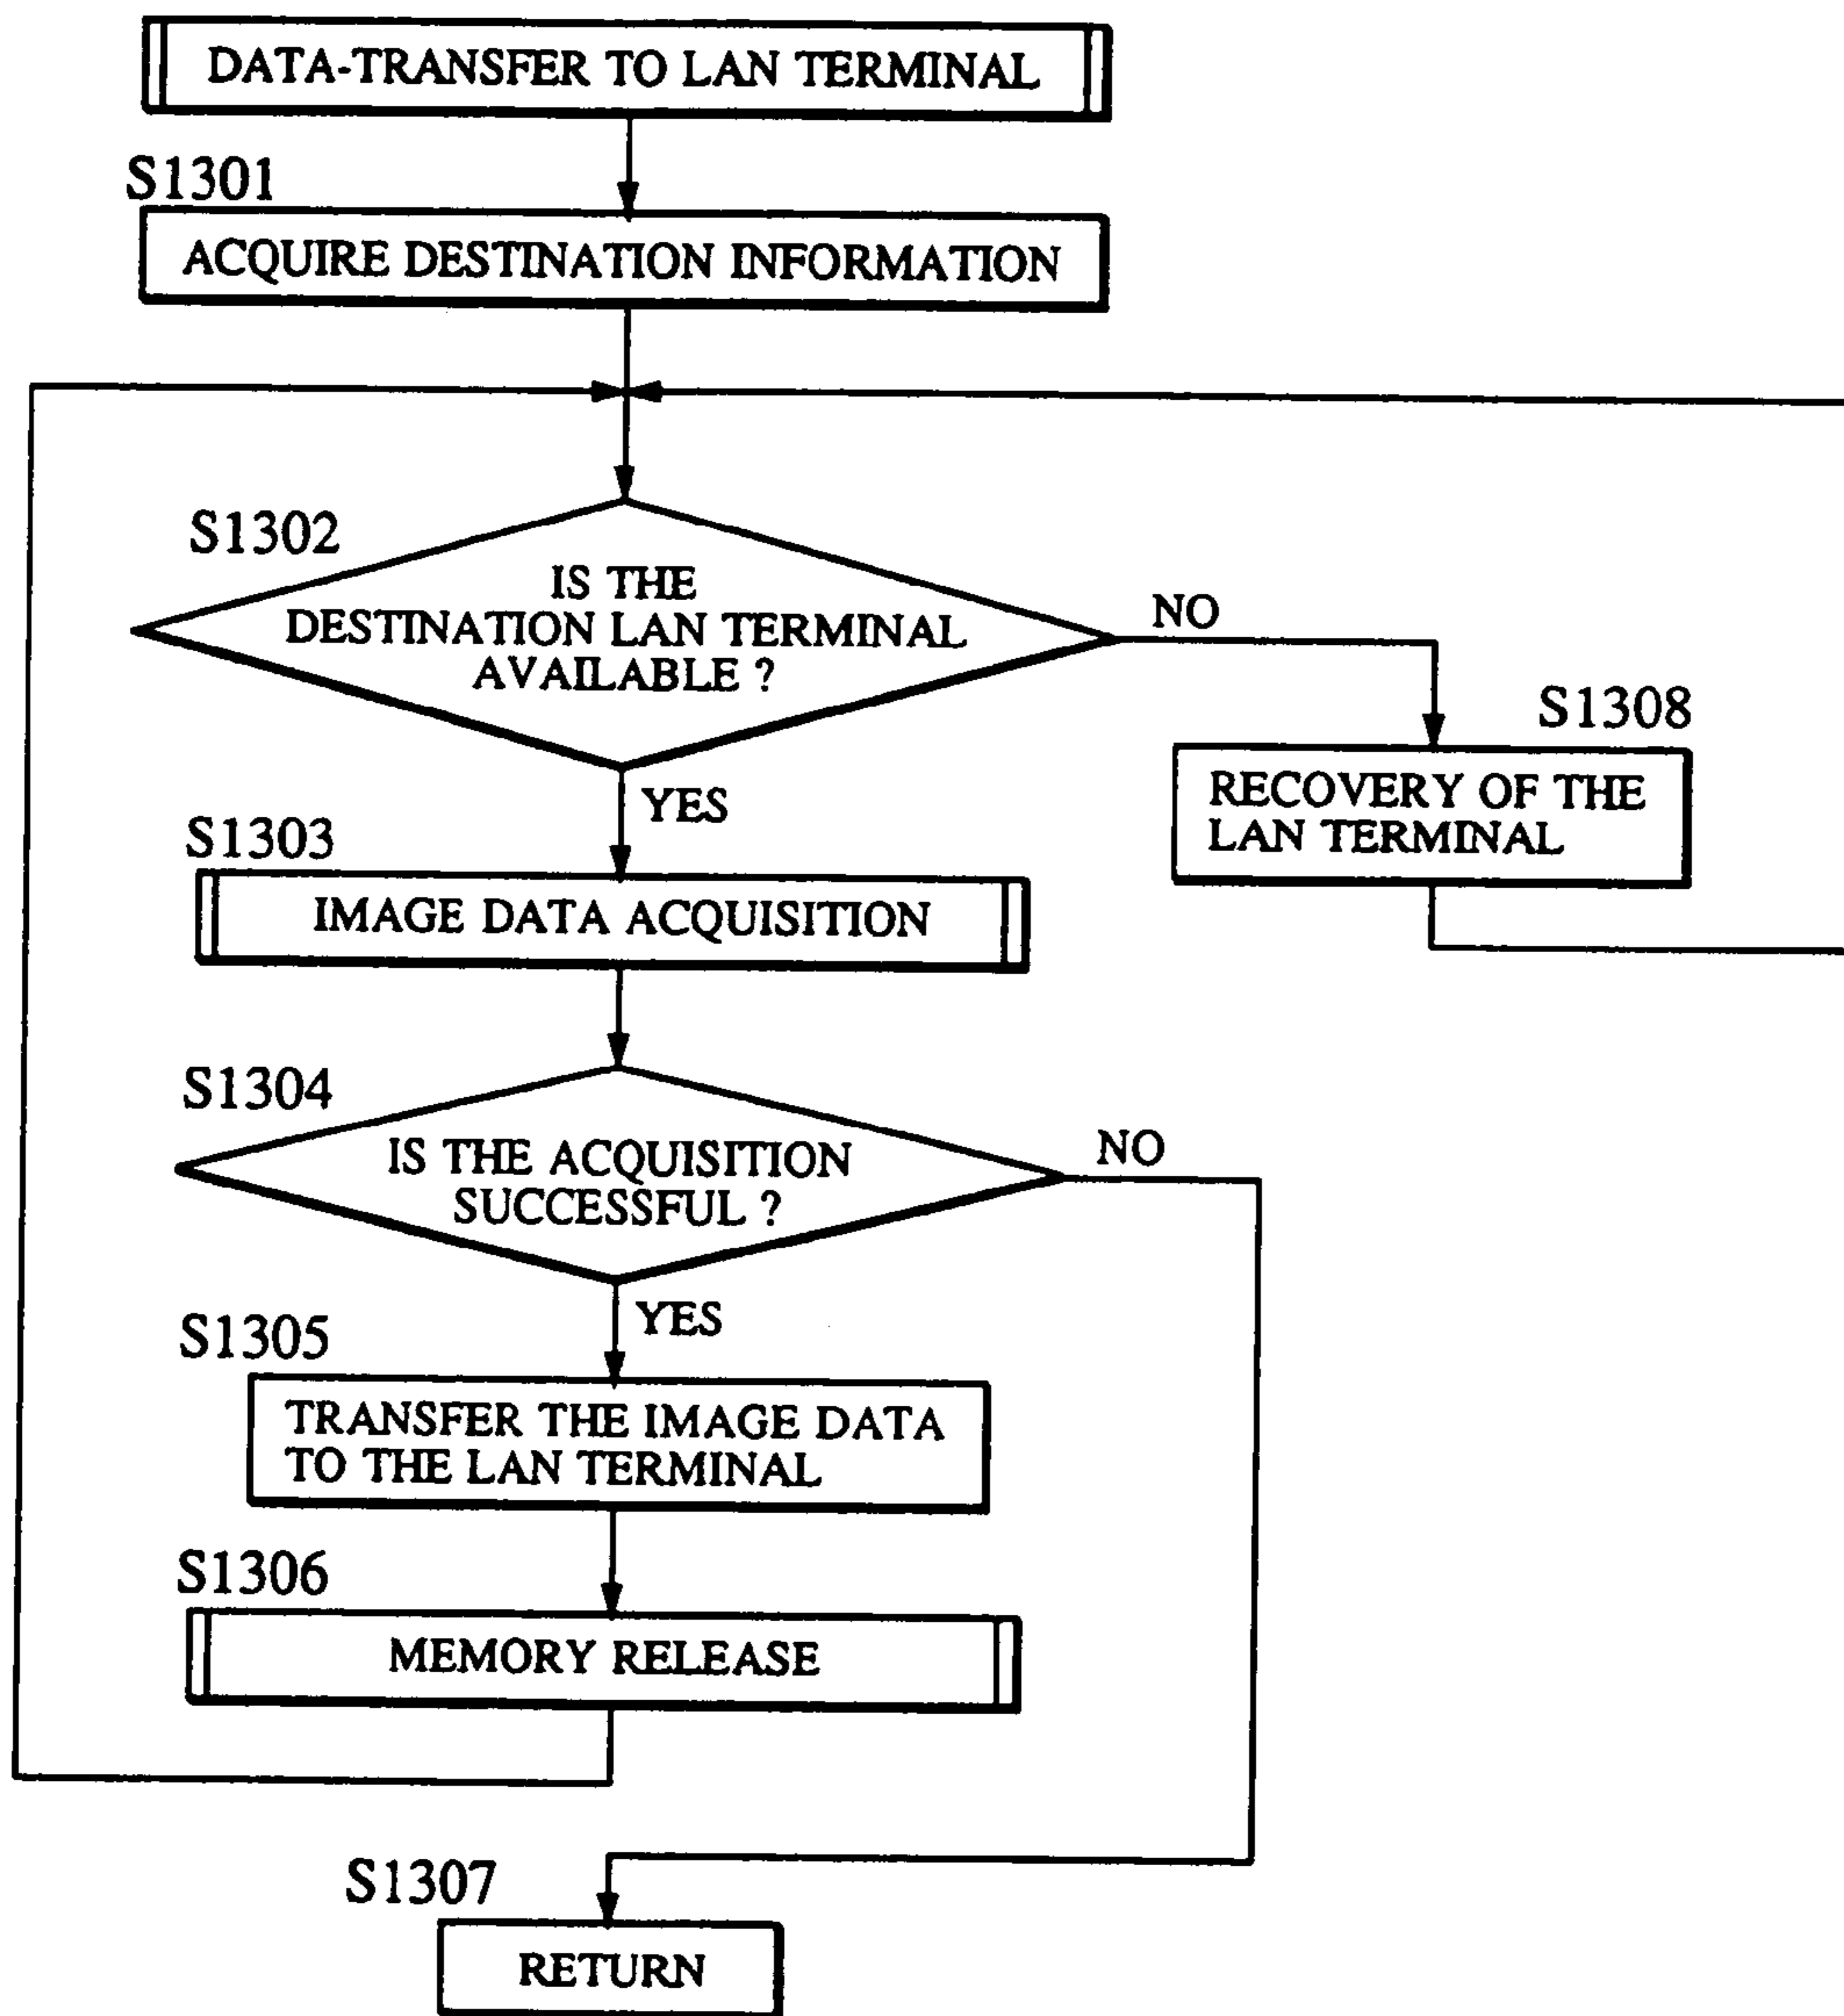 DATA-TRANSFER TO LAN TERMINAL
S1301
ACQUIRE DESTINATION INFORMATION
S1302
IS THE
DESTINATION LAN TERMINAL
AVAILABLE ?
NO
YES
S1308
RECOVERY OF THE
LAN TERMINAL
S1303
IMAGE DATA ACQUISITION
S1304
IS THE ACQUISITION
SUCCESSFUL ?
NO
YES
S1305
TRANSFER THE IMAGE DATA
TO THE LAN TERMINAL
S1306
MEMORY RELEASE
S1307
RETURN